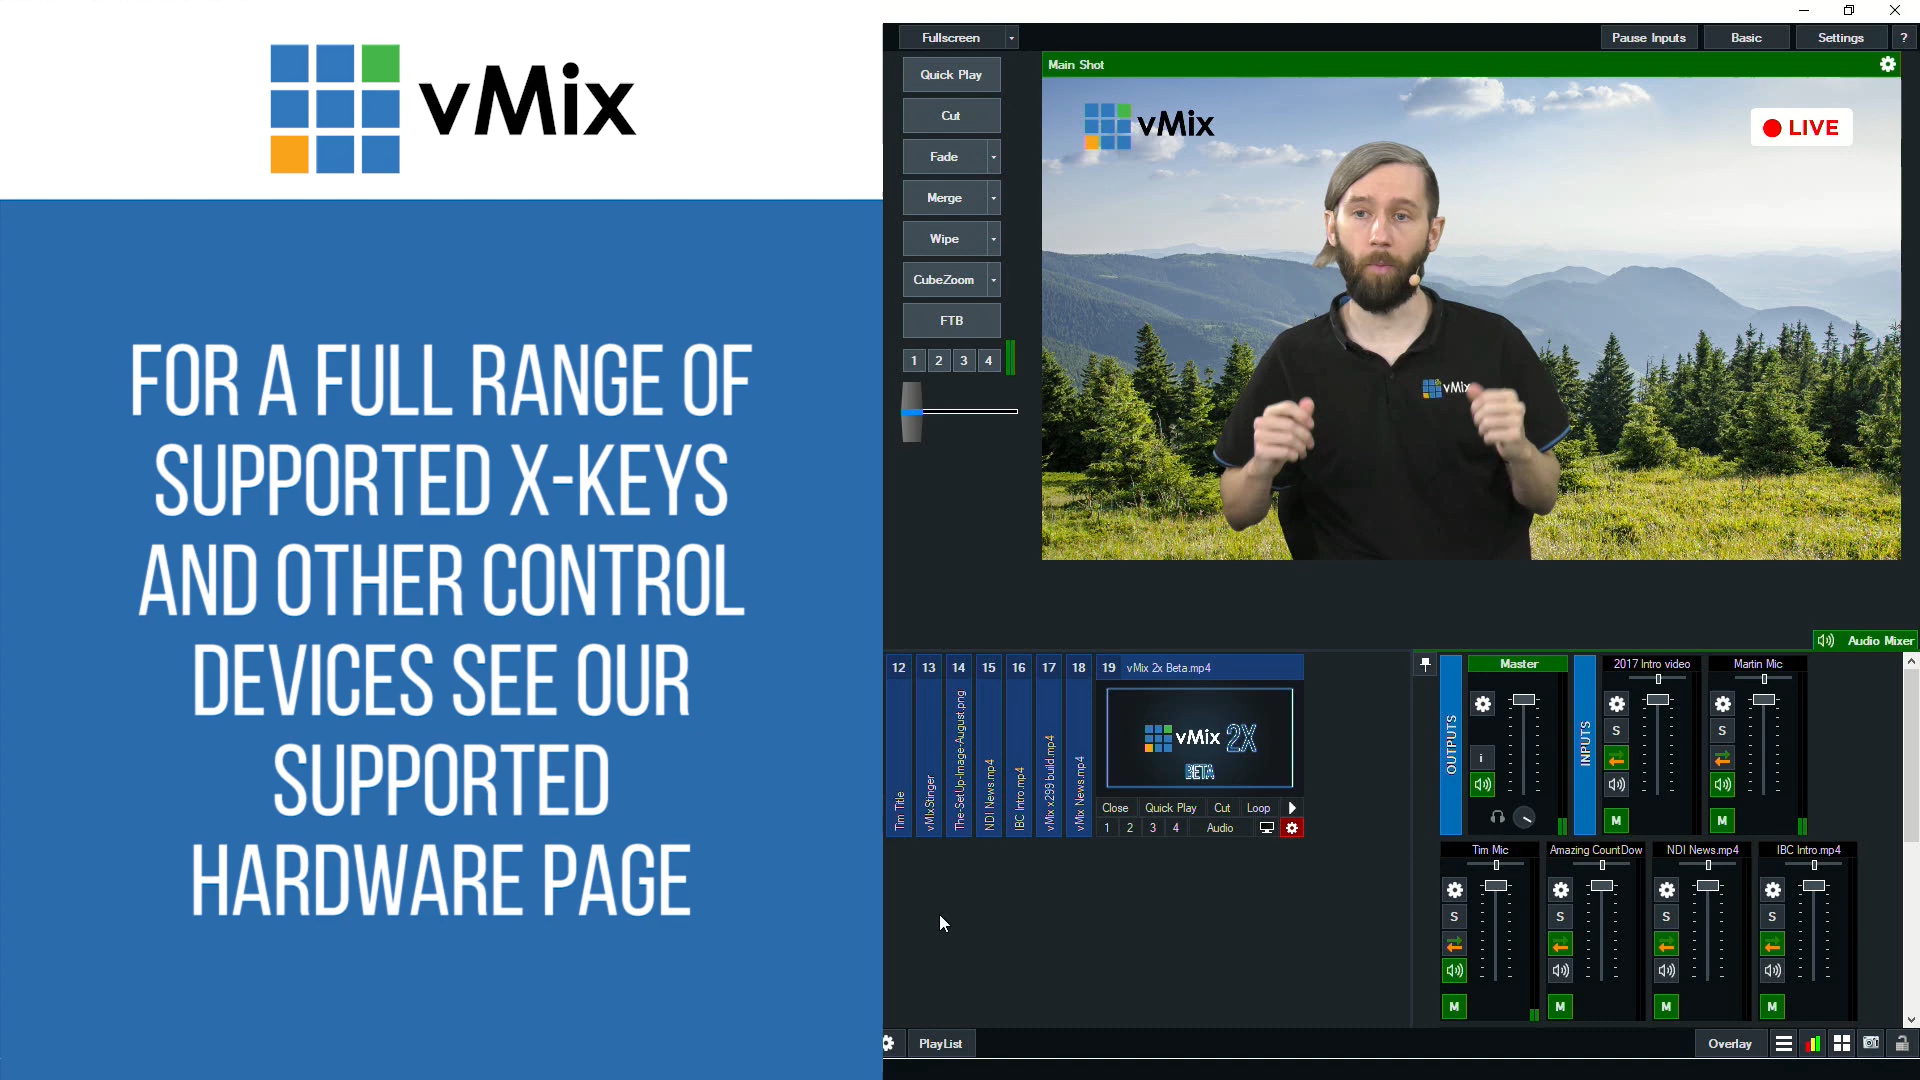 vMix
FOR A FULL RANGE OF
SUPPORTED X-KEYS
AND OTHER CONTROL
DEVICES SEE OUR
SUPPORTED
HARDWARE PAGE
Fullscreen
Pause Inputs Basic Settings ?
Quick Play
Cut
Fade
Merge
Wipe
CubeZoom
FTB
1 2 3 4
Main Shot
vMix
LIVE
vMix
Audio Mixer
12 13 14 15 16 17 18 19 vMix 2x Beta.mp4
Tim Title
vMix Stinger
The-SetUp-Image-August.png
NDI News.mp4
IBC Intro.mp4
vMix x299 build.mp4
vMix News.mp4
vMix 2X
BETA
Close Quick Play Cut Loop
1 2 3 4 Audio
OUTPUTS
Master
i
INPUTS
2017 Intro video
S
M
Martin Mic
S
M
Tim Mic
S
M
Amazing CountDow
S
M
NDI News.mp4
S
M
IBC Intro.mp4
S
M
PlayList
Overlay